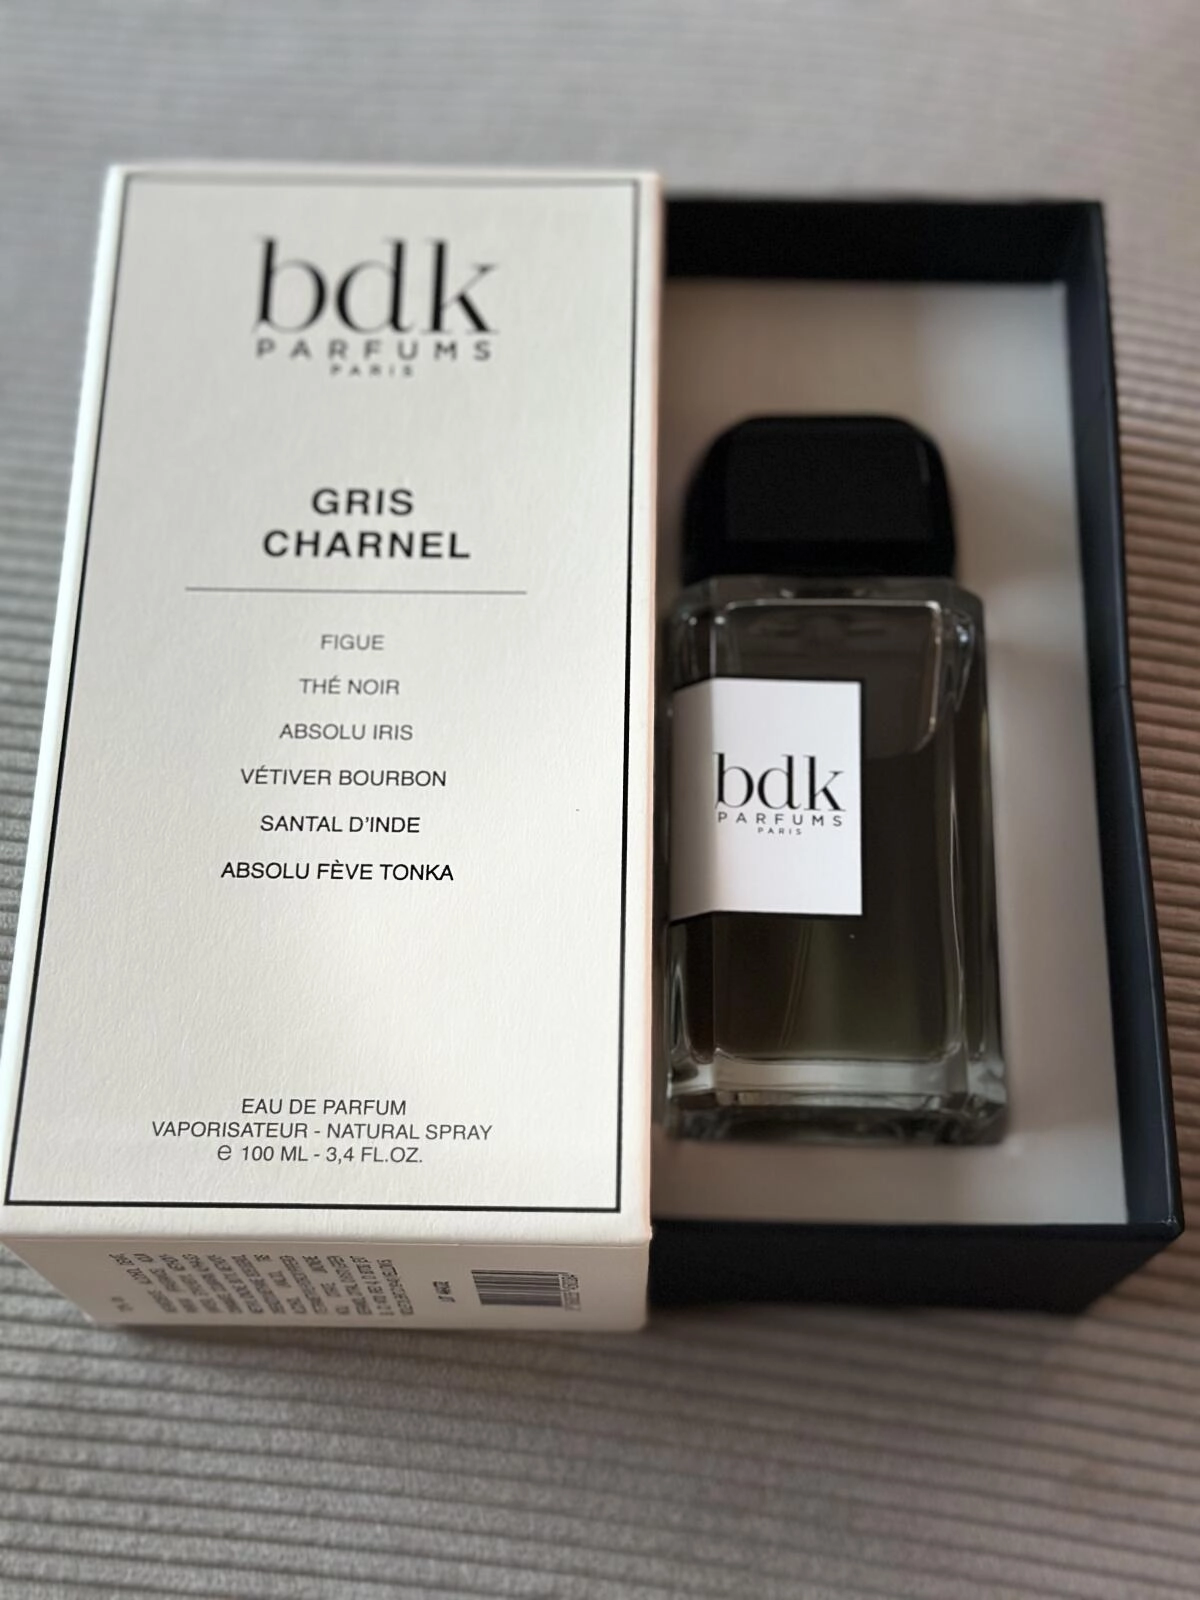 bdk
PARFUMS
PARIS
GRIS
CHARNEL
FIGUE
THÉ NOIR
ABSOLU IRIS
VÉTIVER BOURBON
SANTAL D'INDE
ABSOLU FÈVE TONKA
EAU DE PARFUM
VAPORISATEUR - NATURAL SPRAY
℮ 100 ML - 3,4 FL.OZ.
bdk
PARFUMS
PARIS